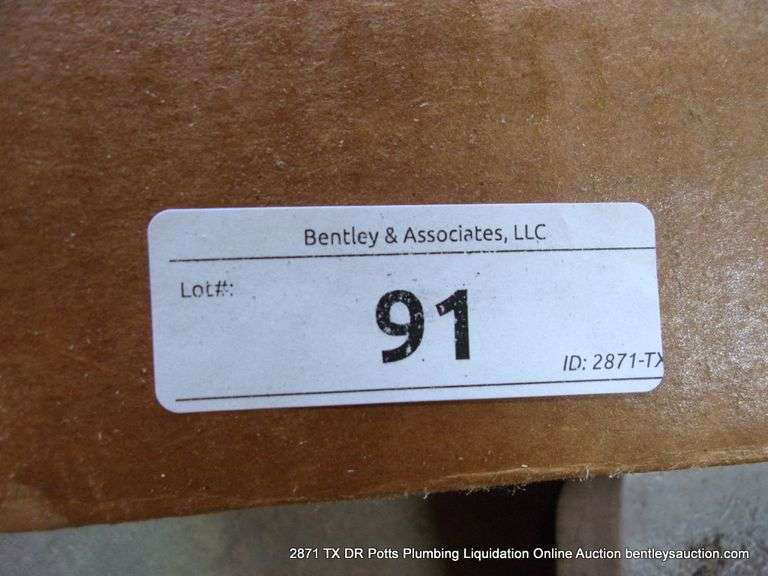 Bentley & Associates, LLC
Lot#:
91
ID: 2871-TX
2871 TX DR Potts Plumbing Liquidation Online Auction bentleysauction.com